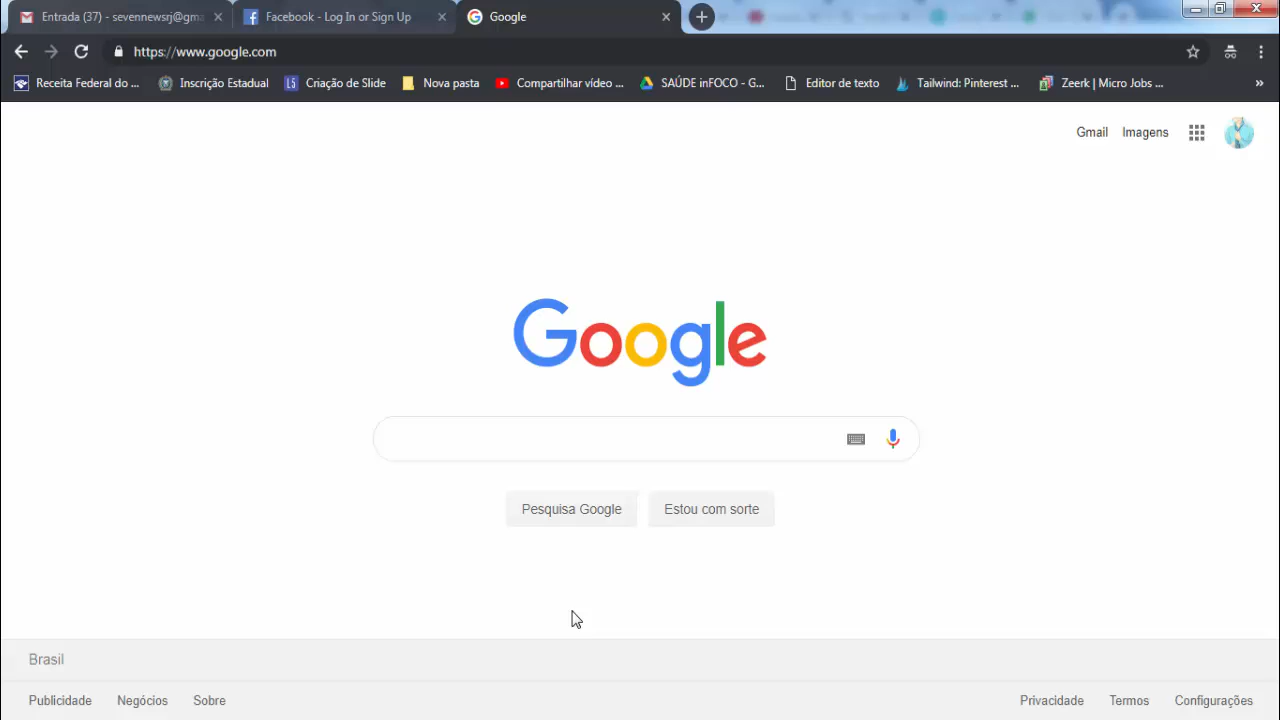 Entrada (37) - sevennewsrj@gma
Facebook - Log In or Sign Up
Google
https://www.google.com
Receita Federal do ...
Inscrição Estadual
LS
Criação de Slide
Nova pasta
Compartilhar vídeo ...
SAÚDE inFOCO - G...
Editor de texto
Tailwind: Pinterest ...
Zeerk | Micro Jobs ...
»
Gmail
Imagens
Google
Pesquisa Google
Estou com sorte
Brasil
Publicidade
Negócios
Sobre
Privacidade
Termos
Configurações